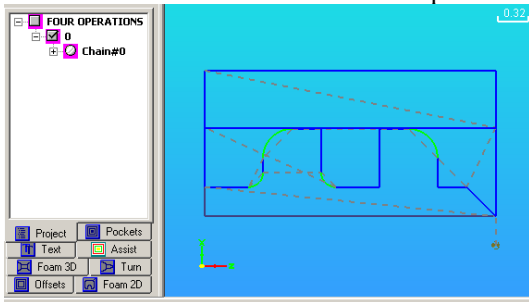 FOUR OPERATIONS
0
Chain#0
0.32
Project
Pockets
Text
Assist
Foam 3D
Turn
Offsets
Foam 2D